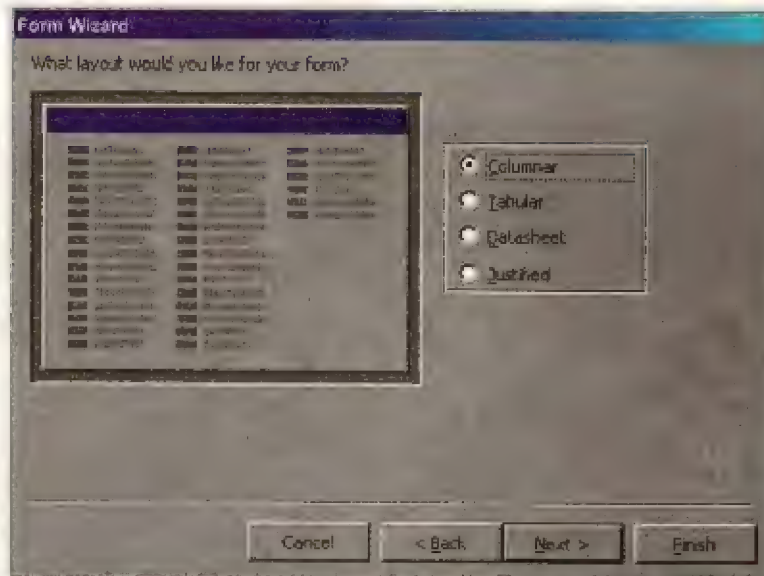 Form Wizard
What layout would you like for your form?
Columnar
Tabular
Datasheet
Justified
Cancel
< Back
Next >
Finish